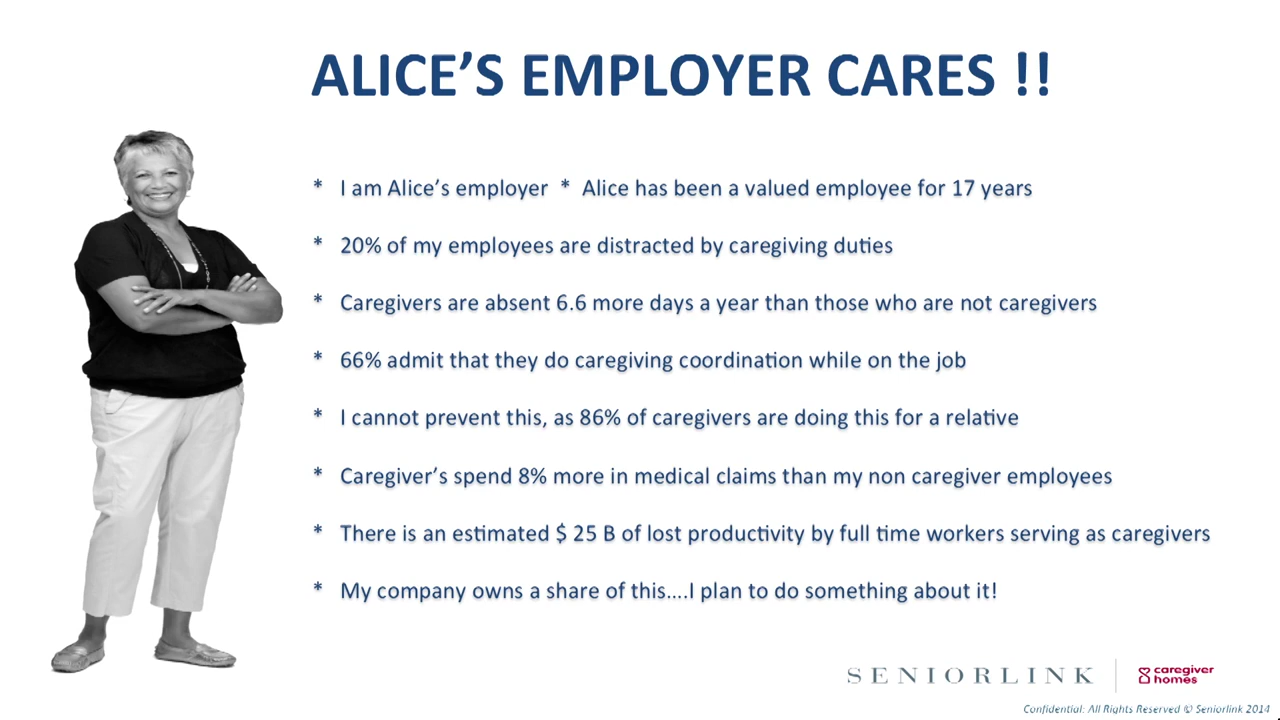 ALICE’S EMPLOYER CARES !!
* I am Alice’s employer * Alice has been a valued employee for 17 years
* 20% of my employees are distracted by caregiving duties
* Caregivers are absent 6.6 more days a year than those who are not caregivers
* 66% admit that they do caregiving coordination while on the job
* I cannot prevent this, as 86% of caregivers are doing this for a relative
* Caregiver’s spend 8% more in medical claims than my non caregiver employees
* There is an estimated $ 25 B of lost productivity by full time workers serving as caregivers
* My company owns a share of this....I plan to do something about it!
SENIORLINK
caregiver
homes
Confidential: All Rights Reserved © Seniorlink 2014